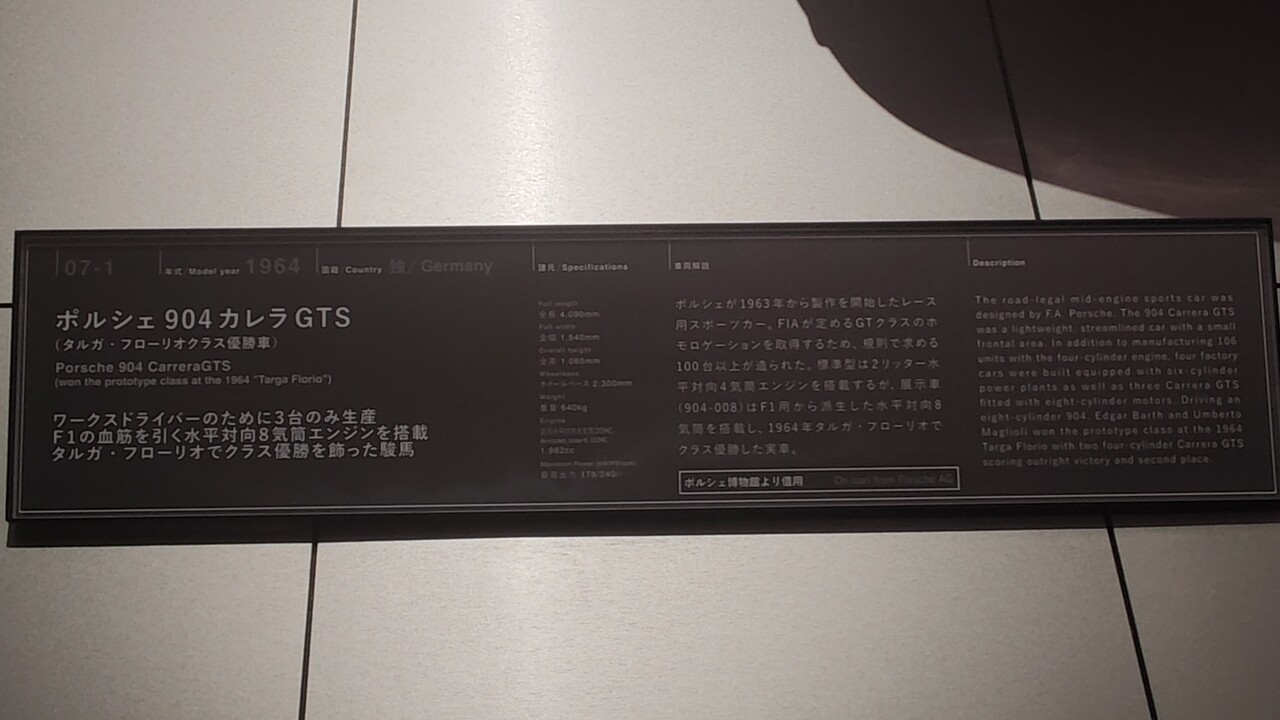 07-1
年式/Model year 1964
国籍/Country 独/Germany
ポルシェ 904カレラGTS
（タルガ・フローリオクラス優勝車）
Porsche 904 CarreraGTS
(won the prototype class at the 1964 "Targa Florio")
ワークスドライバーのために3台のみ生産
F1の血筋を引く水平対向8気筒エンジンを搭載
タルガ・フローリオでクラス優勝を飾った駿馬
諸元/Specifications
Full length
全長 4,090mm
Full width
全幅 1,540mm
Overall height
全高 1,065mm
Wheelbase
ホイールベース 2,300mm
Weight
重量 640kg
Engine
1,982cc
最高出力 178/240/
車両解説
ポルシェが1963年から製作を開始したレース
用スポーツカー。FIAが定めるGTクラスのホ
モロゲーションを取得するため、規則で求める
100台以上が造られた。標準型は2リッター水
平対向4気筒エンジンを搭載するが、展示車
(904-008)はF1用から派生した水平対向8
気筒を搭載し、1964年タルガ・フローリオで
クラス優勝した実車。
ポルシェ博物館より借用 On loan from Porsche AG
Description
The road-legal mid-engine sports car was
designed by F.A. Porsche. The 904 Carrera GTS
was a lightweight, streamlined car with a small
frontal area. In addition to manufacturing 106
units with the four-cylinder engine, four factory
cars were built equipped with six-cylinder
power plants as well as three Carrera GTS
fitted with eight-cylinder motors. Driving an
eight-cylinder 904, Edgar Barth and Umberto
Maglioli won the prototype class at the 1964
Targa Florio with two four-cylinder Carrera GTS
scoring outright victory and second place.